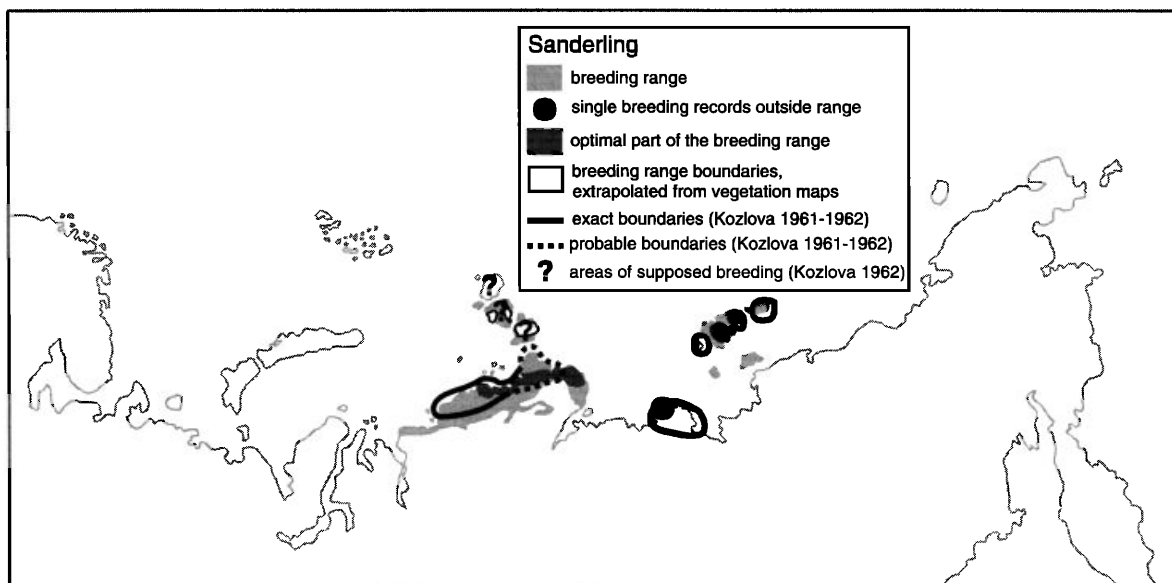 Sanderling
breeding range
single breeding records outside range
optimal part of the breeding range
breeding range boundaries,
extrapolated from vegetation maps
exact boundaries (Kozlova 1961-1962)
probable boundaries (Kozlova 1961-1962)
? areas of supposed breeding (Kozlova 1962)
?
?
?